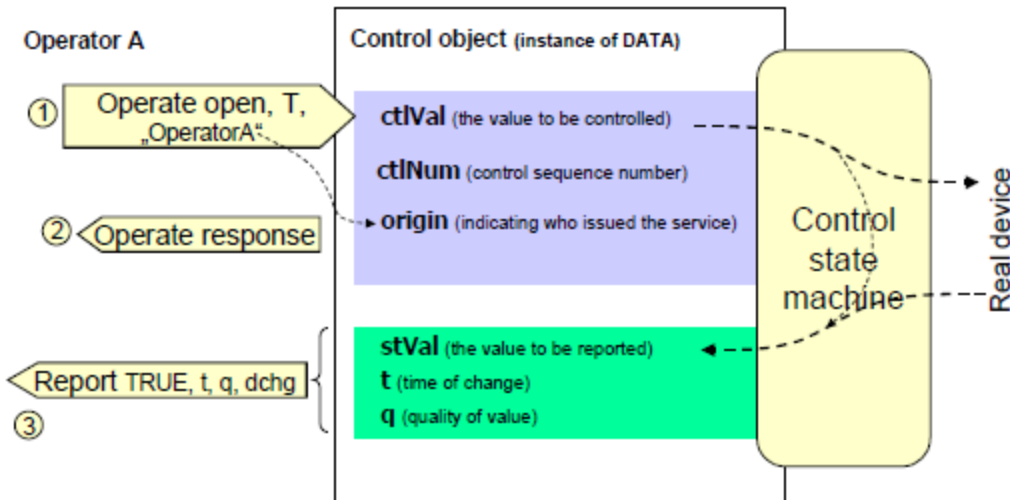 Operator A
Control object (instance of DATA)
① Operate open, T,
„OperatorA“
ctlVal (the value to be controlled)
ctlNum (control sequence number)
origin (indicating who issued the service)
② Operate response
Control
state
machine
Real device
stVal (the value to be reported)
t (time of change)
q (quality of value)
Report TRUE, t, q, dchg
③